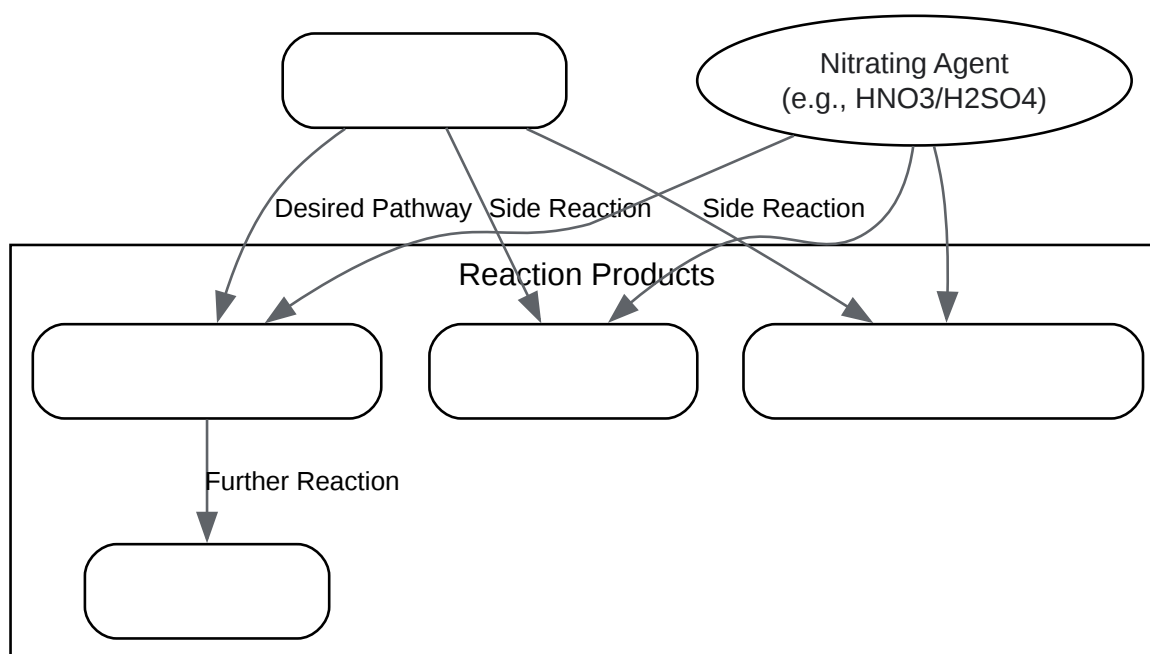 Nitrating Agent
(e.g., HNO3/H2SO4)
Desired Pathway
Side Reaction
Side Reaction
Reaction Products
Further Reaction